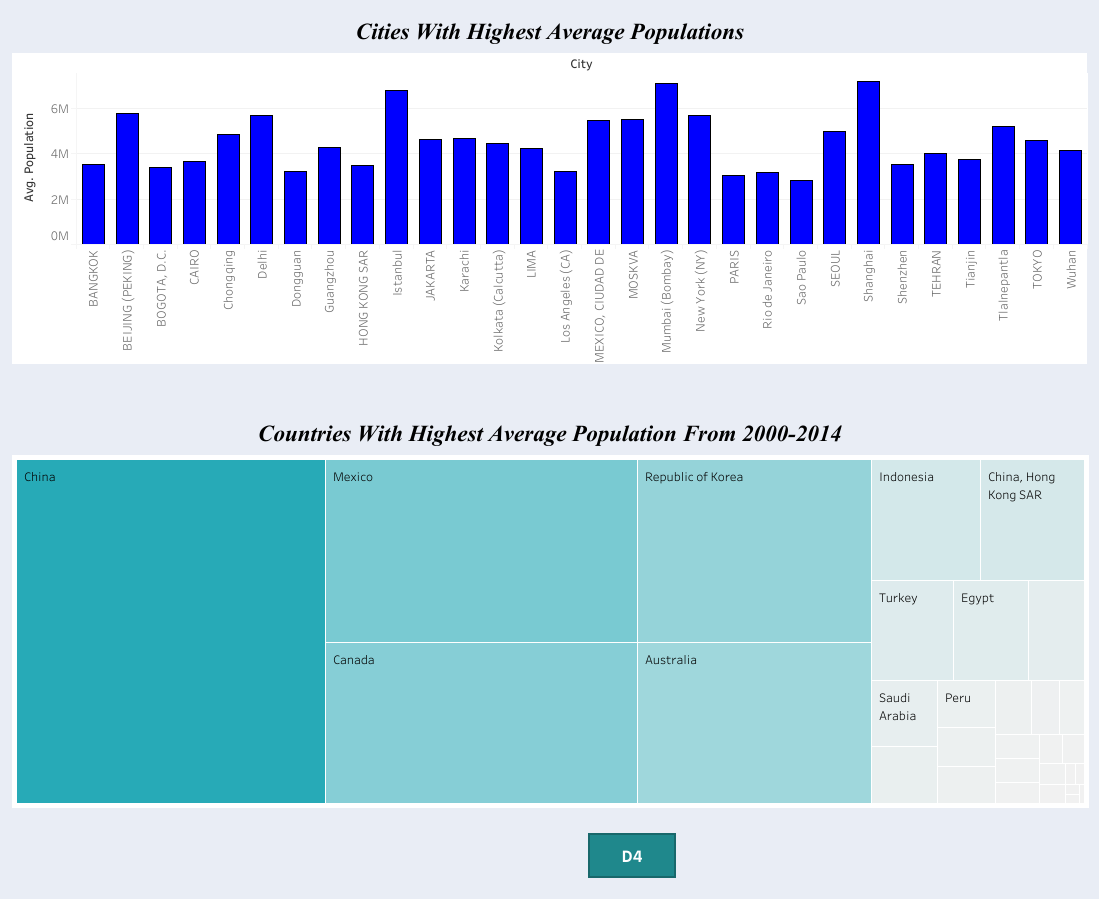 Cities With Highest Average Populations
City
Avg. Population
6M
4M
2M
0M
BANGKOK
BEIJING (PEKING)
BOGOTA, D.C.
CAIRO
Chongqing
Delhi
Dongguan
Guangzhou
HONG KONG SAR
Istanbul
JAKARTA
Karachi
Kolkata (Calcutta)
LIMA
Los Angeles (CA)
MEXICO, CIUDAD DE
MOSKVA
Mumbai (Bombay)
New York (NY)
PARIS
Rio de Janeiro
Sao Paulo
SEOUL
Shanghai
Shenzhen
TEHRAN
Tianjin
Tlalnepantla
TOKYO
Wuhan
Countries With Highest Average Population From 2000-2014
China
Mexico
Republic of Korea
Indonesia
China, Hong
Kong SAR
Turkey
Egypt
Canada
Australia
Saudi
Arabia
Peru
D4